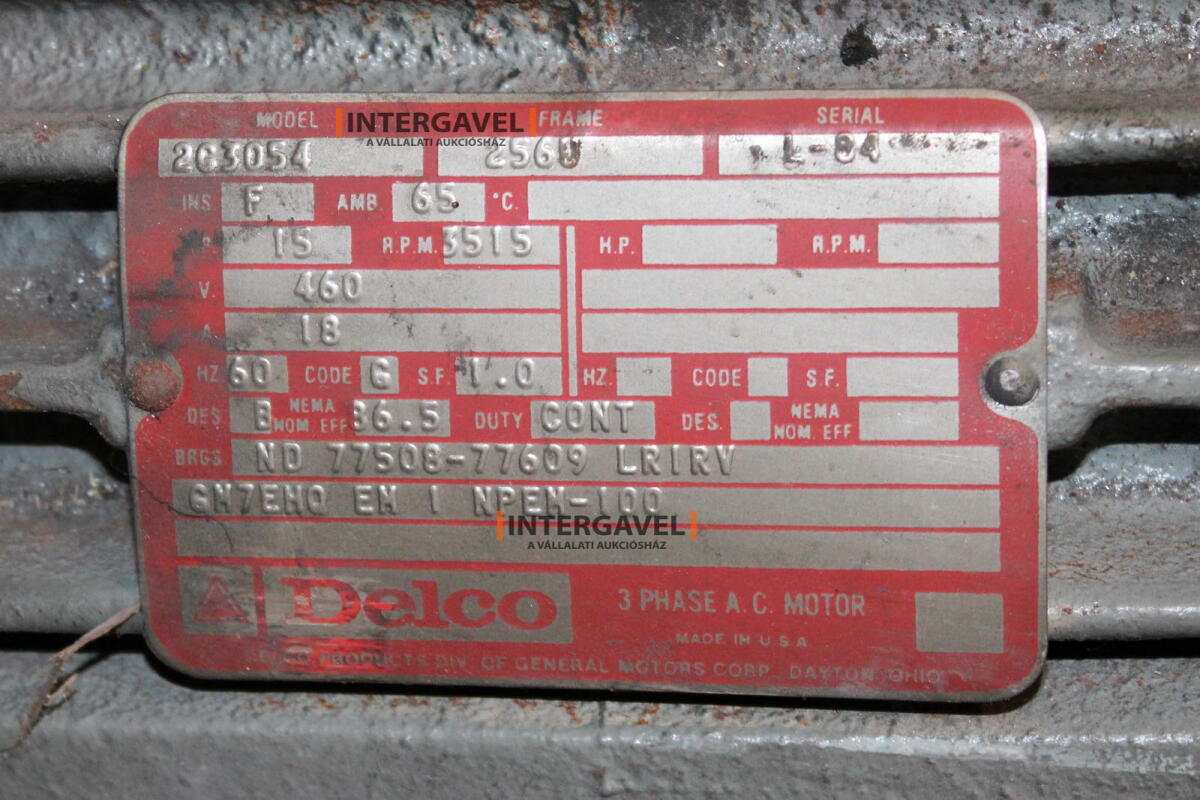 MODEL |INTERGAVEL| FRAME SERIAL
A VÁLLALATI AUKCIÓSHÁZ
2G3054 256U L-84
INS F AMB. 65 °C.
15 R.P.M. 3515 H.P. R.P.M.
V. 460
A 18
HZ 60 CODE G S.F. 1.0 HZ. CODE S.F.
DES B NEMA NOM EFF 86.5 DUTY CONT DES. NEMA NOM. EFF
BRGS ND 77508-77609 LRIRV
GM7EHQ EM 1 NPEM-100
|INTERGAVEL|
A VÁLLALATI AUKCIÓSHÁZ
Delco 3 PHASE A.C. MOTOR
MADE IN U.S.A
PRODUCTS DIV. OF GENERAL MOTORS CORP. DAYTON, OHIO